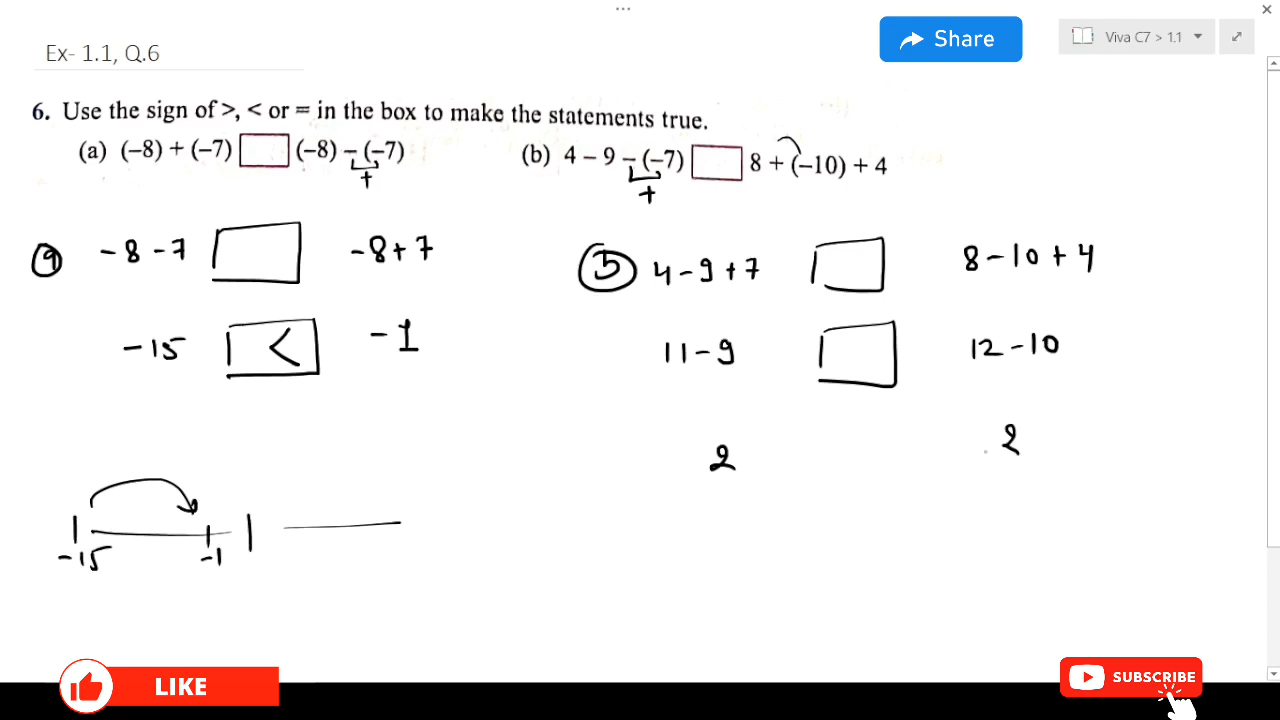 Ex- 1.1, Q.6
Share
Viva C7 > 1.1
6. Use the sign of >, < or = in the box to make the statements true.
(a) (−8) + (−7) (−8) − (−7)
+
(b) 4 − 9 − (−7) 8 + (−10) + 4
+
a -8-7 -8+7
-15 < -1
b 4-9+7 8-10+4
11-9 12-10
2 2
-15 -1
LIKE
SUBSCRIBE